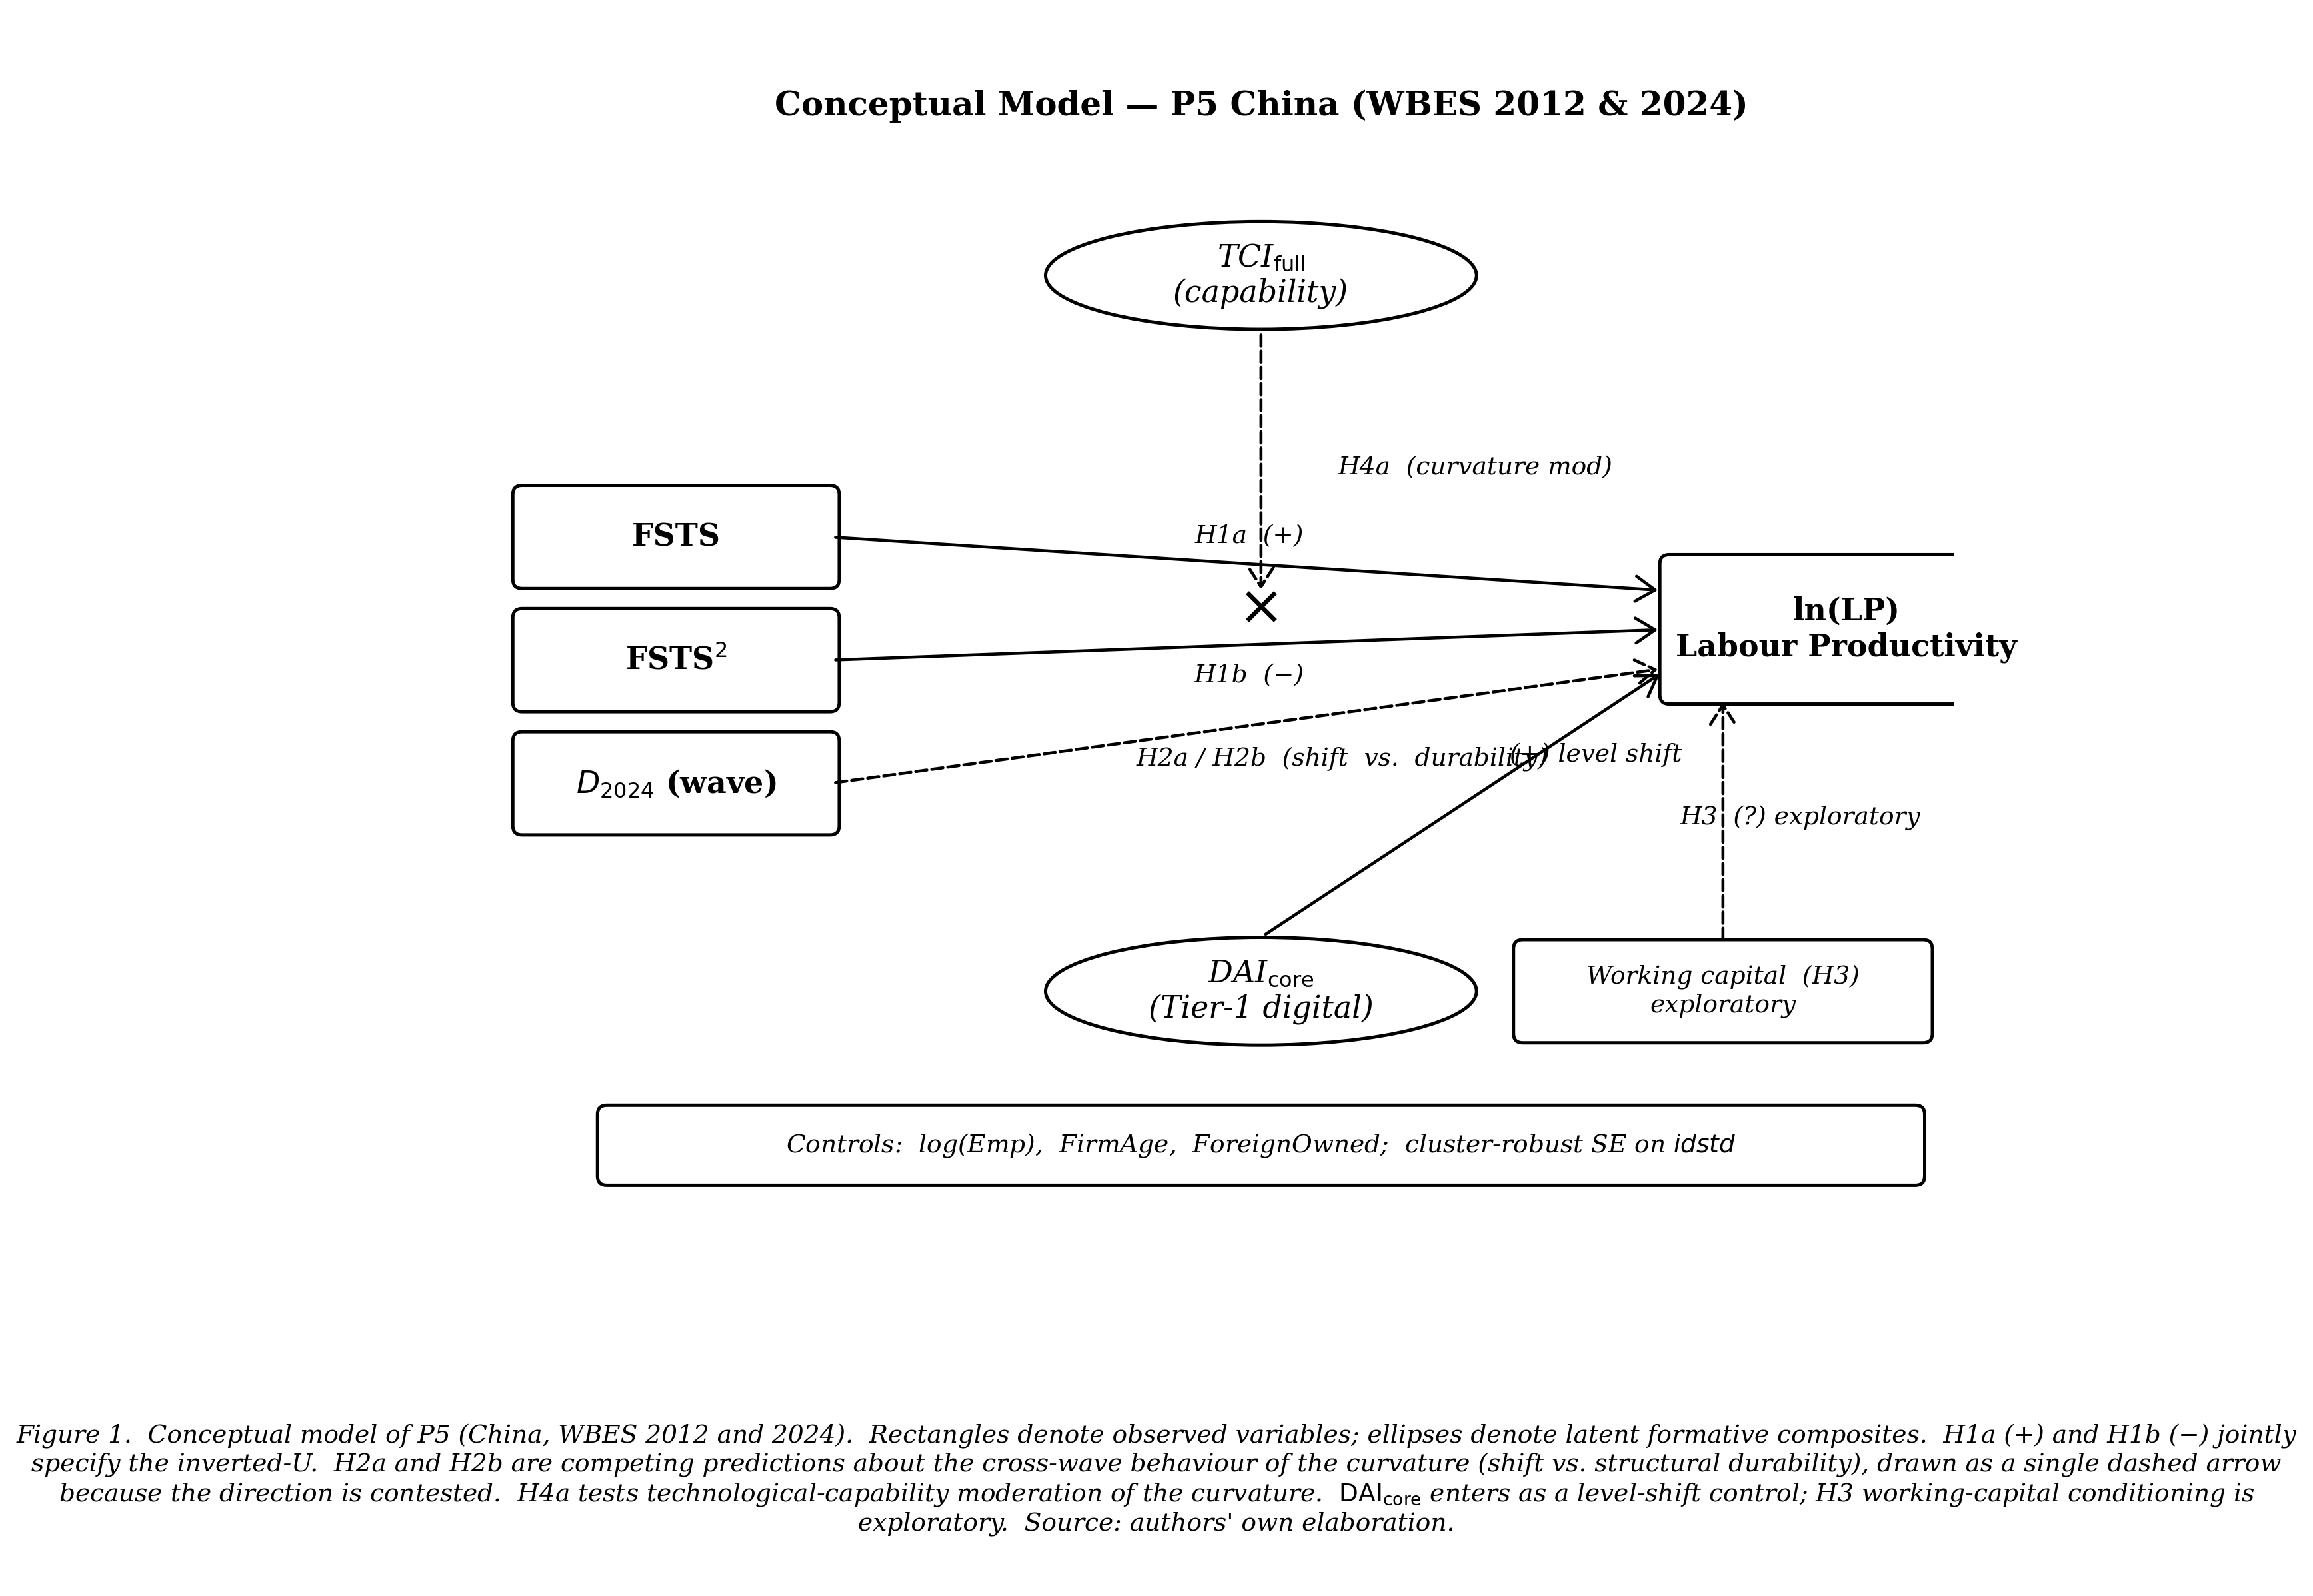 Conceptual Model — P5 China (WBES 2012 & 2024)
TCI_full
(capability)
H4a (curvature mod)
FSTS
H1a (+)
ln(LP)
Labour Productivity
FSTS²
H1b (−)
D_2024 (wave)
H2a / H2b (shift vs. durability)
(+) level shift
H3 (?) exploratory
DAI_core
(Tier-1 digital)
Working capital (H3)
exploratory
Controls: log(Emp), FirmAge, ForeignOwned; cluster-robust SE on idstd
Figure 1. Conceptual model of P5 (China, WBES 2012 and 2024). Rectangles denote observed variables; ellipses denote latent formative composites. H1a (+) and H1b (−) jointly
specify the inverted-U. H2a and H2b are competing predictions about the cross-wave behaviour of the curvature (shift vs. structural durability), drawn as a single dashed arrow
because the direction is contested. H4a tests technological-capability moderation of the curvature. DAI_core enters as a level-shift control; H3 working-capital conditioning is
exploratory. Source: authors' own elaboration.